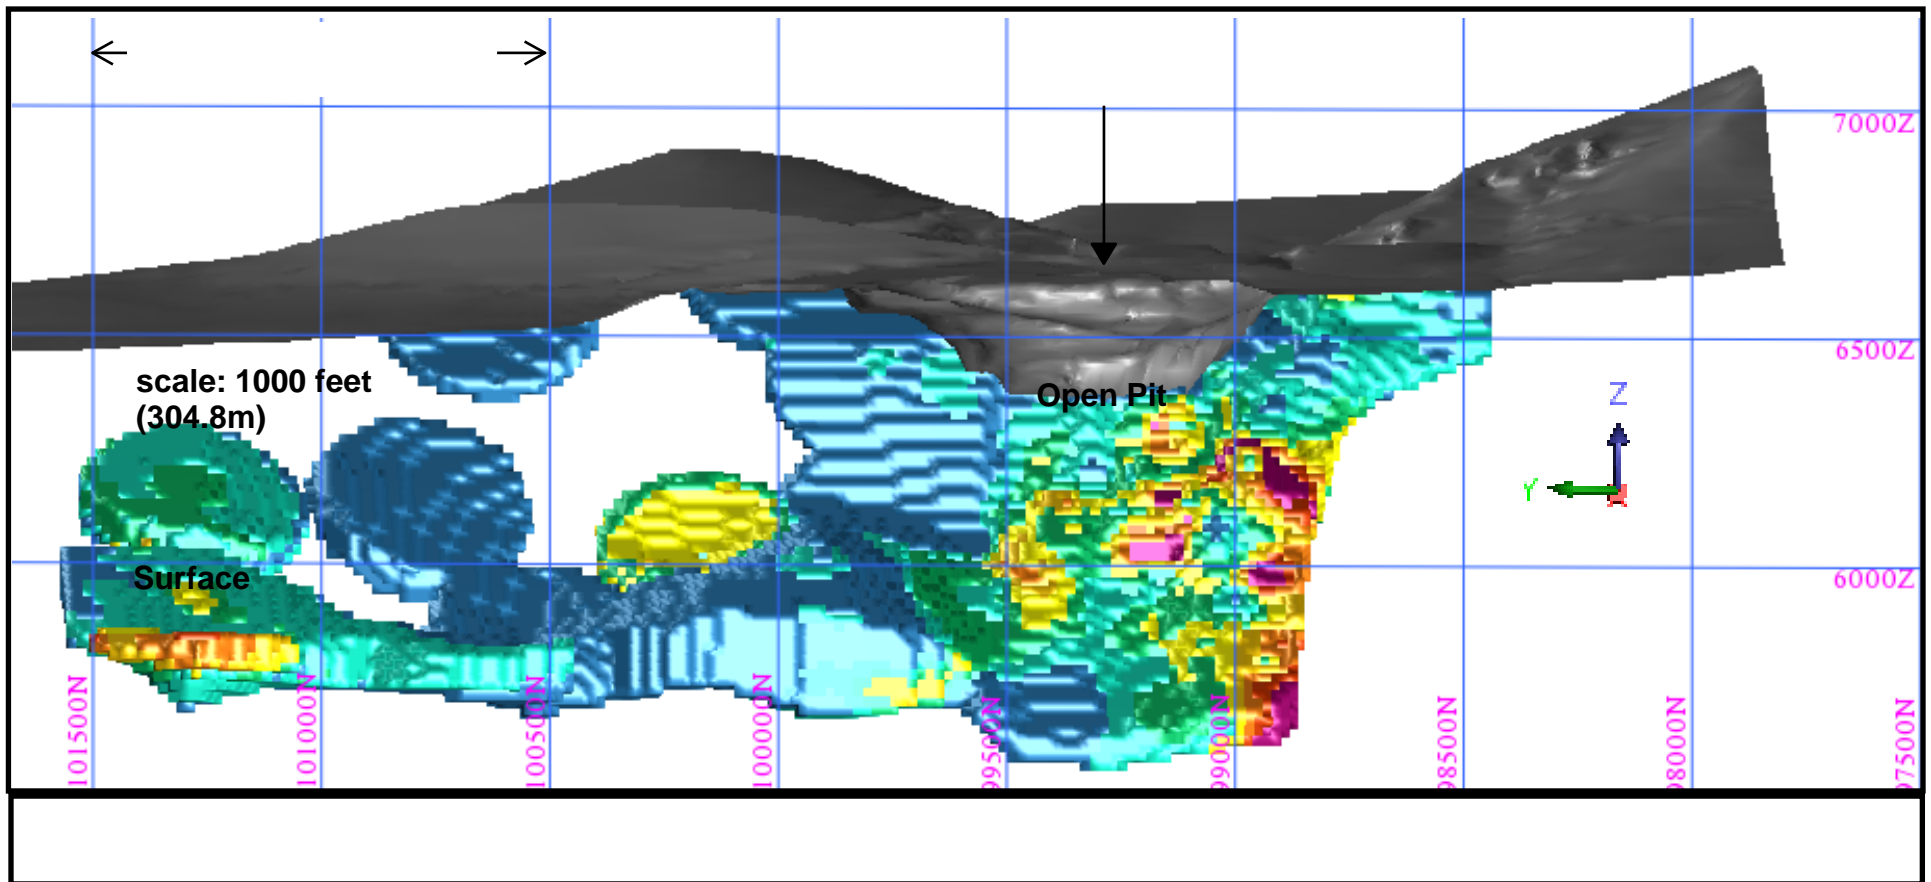 7000Z
6500Z
scale: 1000 feet
(304.8m)
Open Pit
Z
Y
X
Surface
6000Z
101500N
101000N
100500N
100000N
99500N
99000N
98500N
98000N
97500N